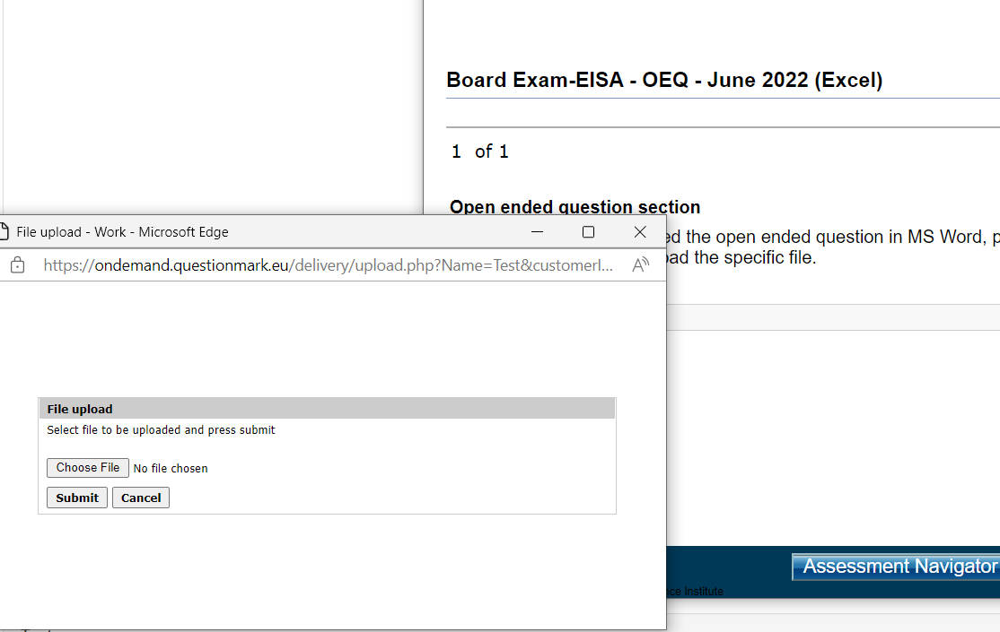 Board Exam-EISA - OEQ - June 2022 (Excel)
1 of 1
Open ended question section
the open ended question in MS Word,
the specific file.
File upload - Work - Microsoft Edge
https://ondemand.questionmark.eu/delivery/upload.php?Name=Test&customerI...
File upload
Select file to be uploaded and press submit
Choose File No file chosen
Submit Cancel
Assessment Navigator
Institute